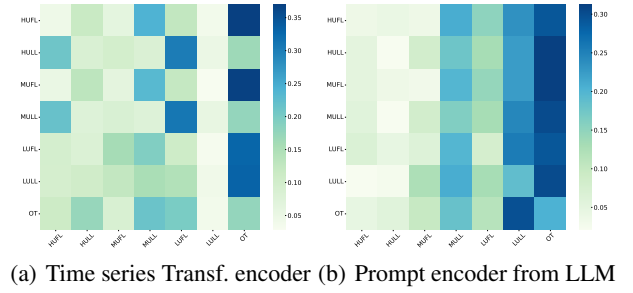 HUFL
HULL
MUFL
MULL
LUFL
LULL
OT
HUFL
HULL
MUFL
MULL
LUFL
LULL
OT
0.35
0.30
0.25
0.20
0.15
0.10
0.05
HUFL
HULL
MUFL
MULL
LUFL
LULL
OT
HUFL
HULL
MUFL
MULL
LUFL
LULL
OT
0.30
0.25
0.20
0.15
0.10
0.05
(a) Time series Transf. encoder (b) Prompt encoder from LLM